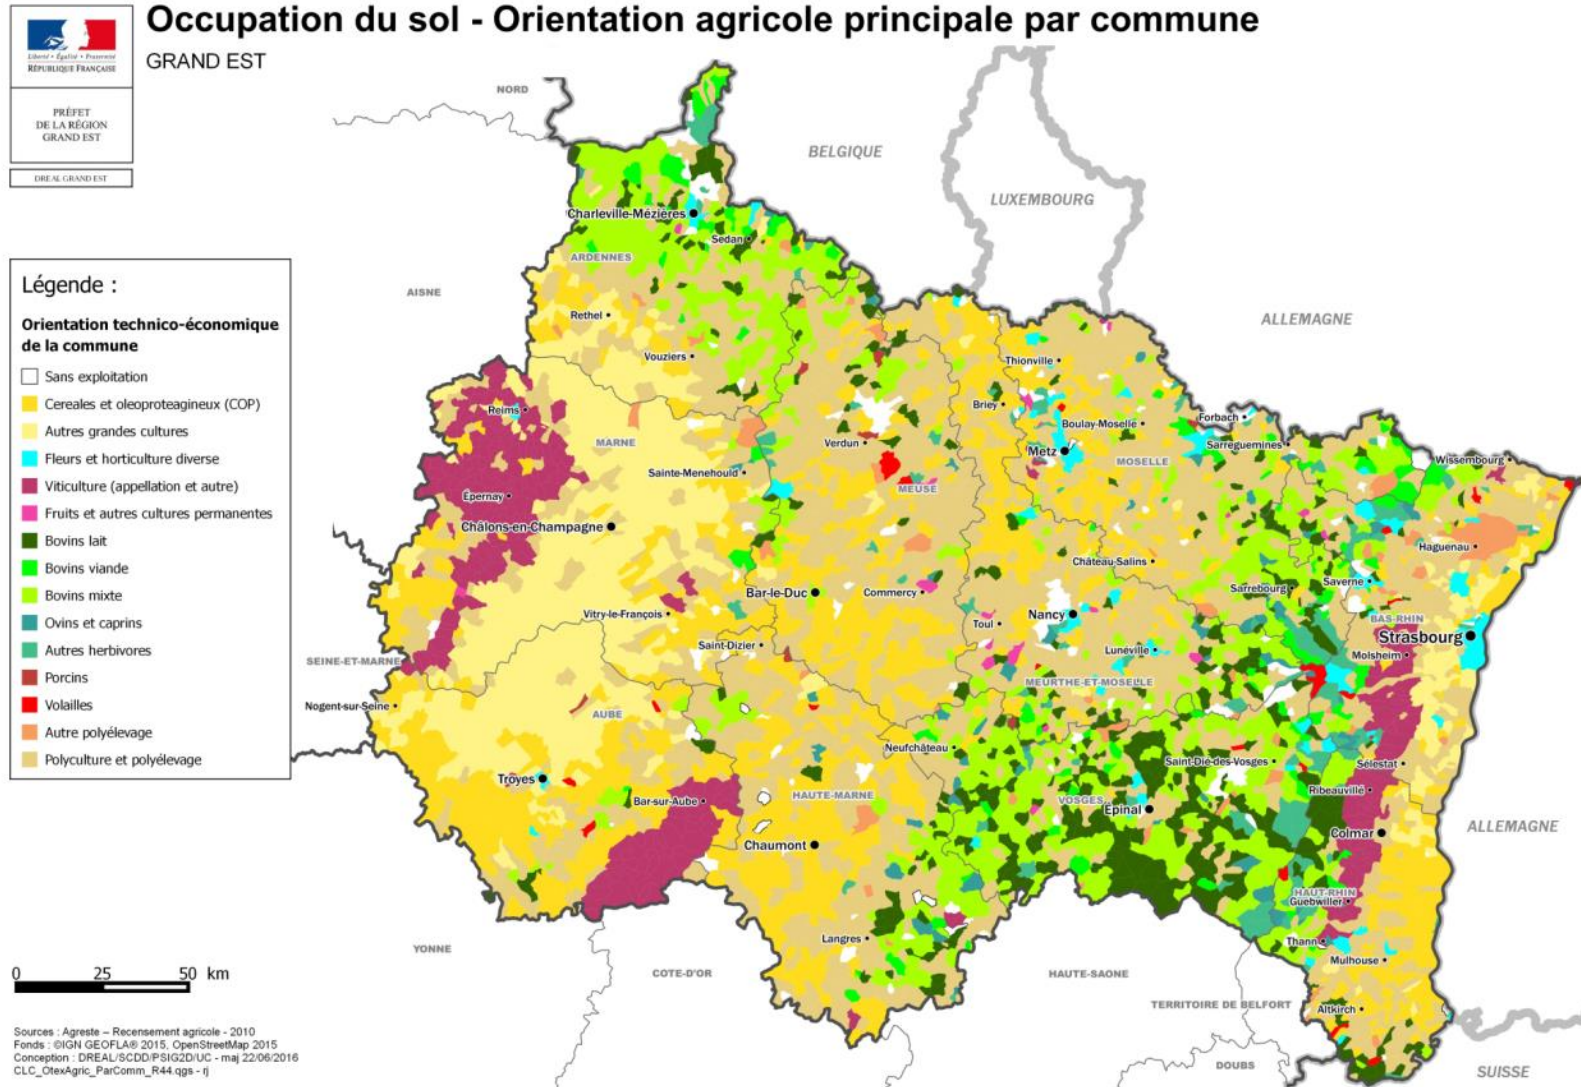 Occupation du sol - Orientation agricole principale par commune
GRAND EST
Liberté • Égalité • Fraternité
RÉPUBLIQUE FRANÇAISE
PRÉFET
DE LA RÉGION
GRAND EST
DREAL GRAND EST
Légende :
Orientation technico-économique
de la commune
Sans exploitation
Cereales et oleoproteagineux (COP)
Autres grandes cultures
Fleurs et horticulture diverse
Viticulture (appellation et autre)
Fruits et autres cultures permanentes
Bovins lait
Bovins viande
Bovins mixte
Ovins et caprins
Autres herbivores
Porcins
Volailles
Autre polyélevage
Polyculture et polyélevage
NORD
BELGIQUE
LUXEMBOURG
Charleville-Mézières
Sedan
ARDENNES
AISNE
Rethel
ALLEMAGNE
Vouziers
Thionville
Reims
Briey
Forbach
MARNE
Verdun
Boulay-Moselle
Sarreguemines
Metz
MOSELLE
Wissembourg
Sainte-Menehould
MEUSE
Épernay
Châlons-en-Champagne
Haguenau
Château-Salins
Bar-le-Duc
Commercy
Sarrebourg
Saverne
Vitry-le-François
Toul
Nancy
BAS-RHIN
Strasbourg
Saint-Dizier
Lunéville
Molsheim
SEINE-ET-MARNE
MEURTHE-ET-MOSELLE
Nogent-sur-Seine
AUBE
Neufchâteau
Saint-Dié-des-Vosges
Sélestat
Troyes
HAUTE-MARNE
VOSGES
Ribeauvillé
Bar-sur-Aube
Épinal
Colmar
ALLEMAGNE
Chaumont
HAUT-RHIN
Guebwiller
Langres
Thann
YONNE
Mulhouse
COTE-D'OR
HAUTE-SAONE
TERRITOIRE DE BELFORT
Altkirch
DOUBS
SUISSE
0 25 50 km
Sources : Agreste – Recensement agricole - 2010
Fonds : ©IGN GEOFLA® 2015, OpenStreetMap 2015
Conception : DREAL/SCDD/PSIG2D/UC - maj 22/06/2016
CLC_OtexAgric_ParComm_R44.qgs - rj